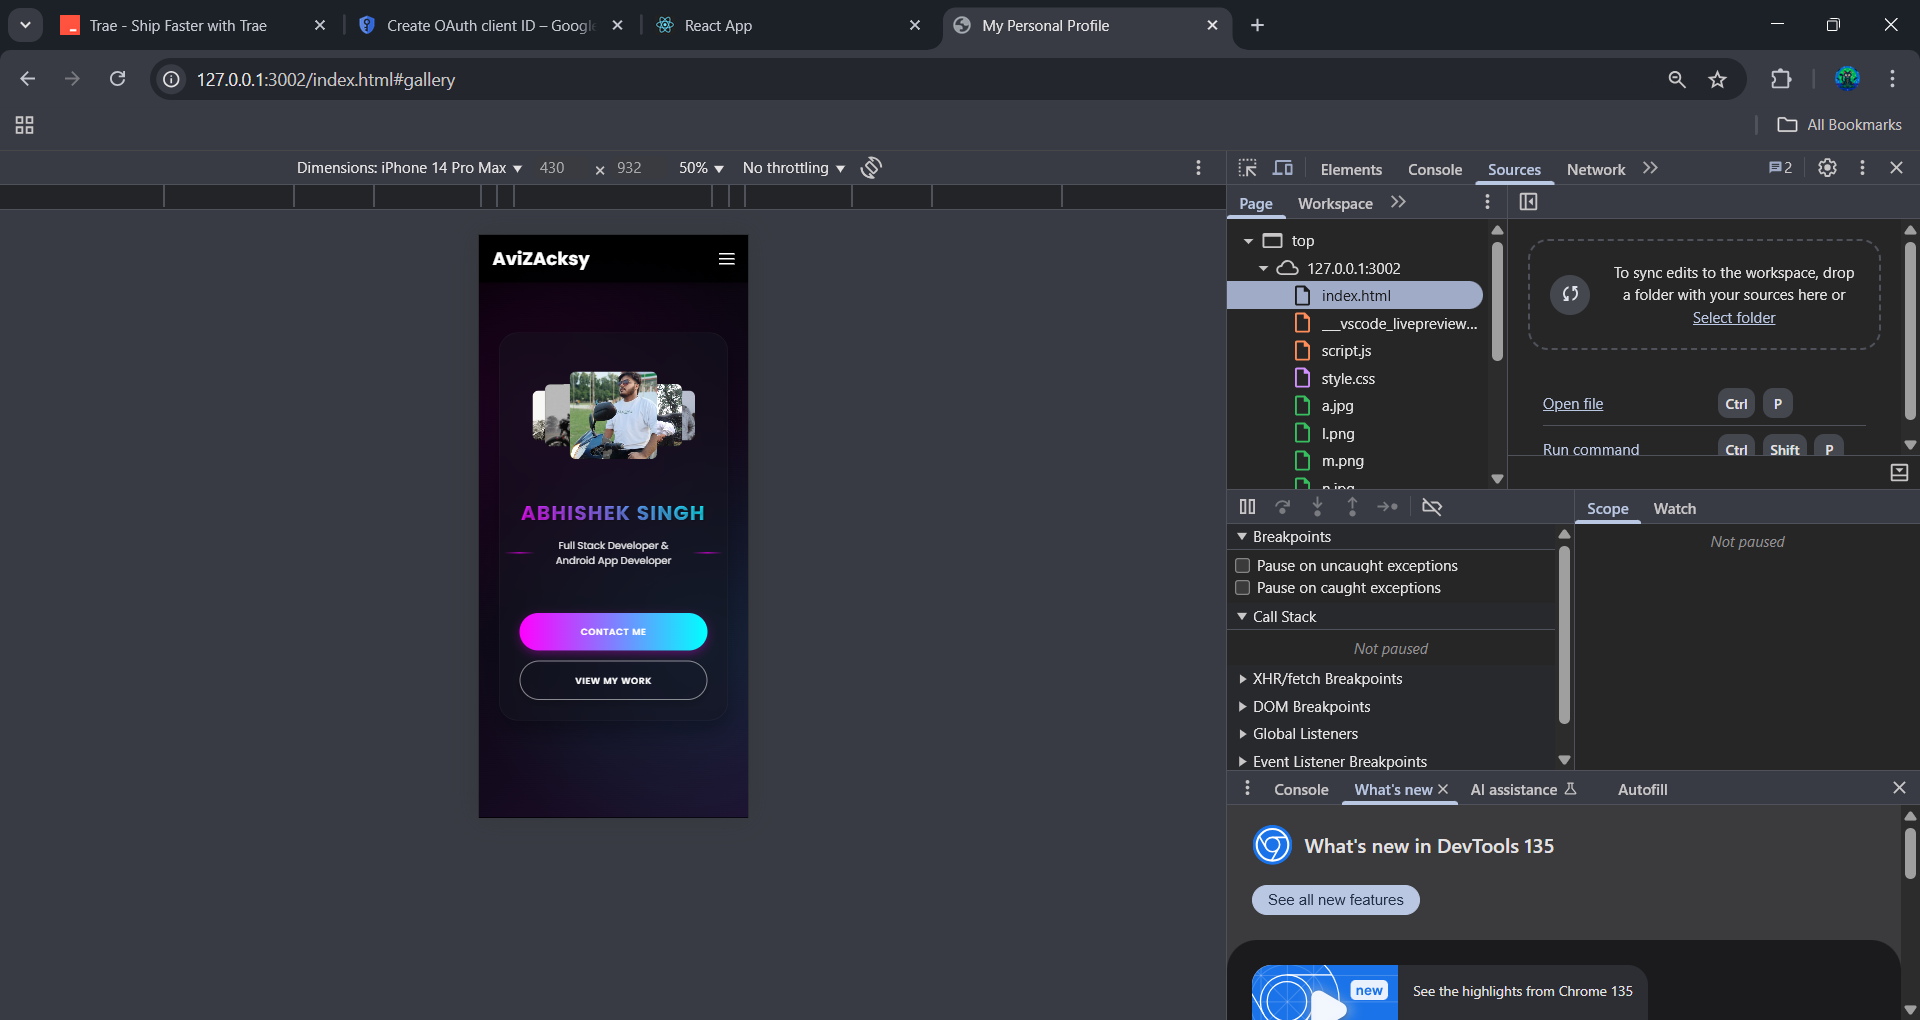 Trae - Ship Faster with Trae
Create OAuth client ID – Google
React App
My Personal Profile
127.0.0.1:3002/index.html#gallery
All Bookmarks
Dimensions: iPhone 14 Pro Max 430 × 932 50% No throttling
Elements Console Sources Network 2
Page Workspace
top
127.0.0.1:3002
index.html
__vscode_livepreview...
script.js
style.css
a.jpg
l.png
m.png
To sync edits to the workspace, drop
a folder with your sources here or
Select folder
Open file Ctrl P
Run command Ctrl Shift P
AviZAcksy
ABHISHEK SINGH
Full Stack Developer &
Android App Developer
CONTACT ME
VIEW MY WORK
Scope Watch
Not paused
Breakpoints
Pause on uncaught exceptions
Pause on caught exceptions
Call Stack
Not paused
XHR/fetch Breakpoints
DOM Breakpoints
Global Listeners
Event Listener Breakpoints
Console What's new AI assistance Autofill
What's new in DevTools 135
See all new features
new
See the highlights from Chrome 135